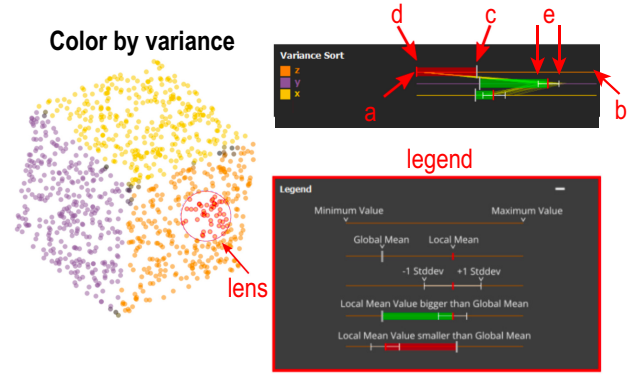 Color by variance
d c e
Variance Sort
z
y
x
a
b
legend
lens
Legend
Minimum Value Maximum Value
Global Mean Local Mean
-1 Stddev +1 Stddev
Local Mean Value bigger than Global Mean
Local Mean Value smaller than Global Mean